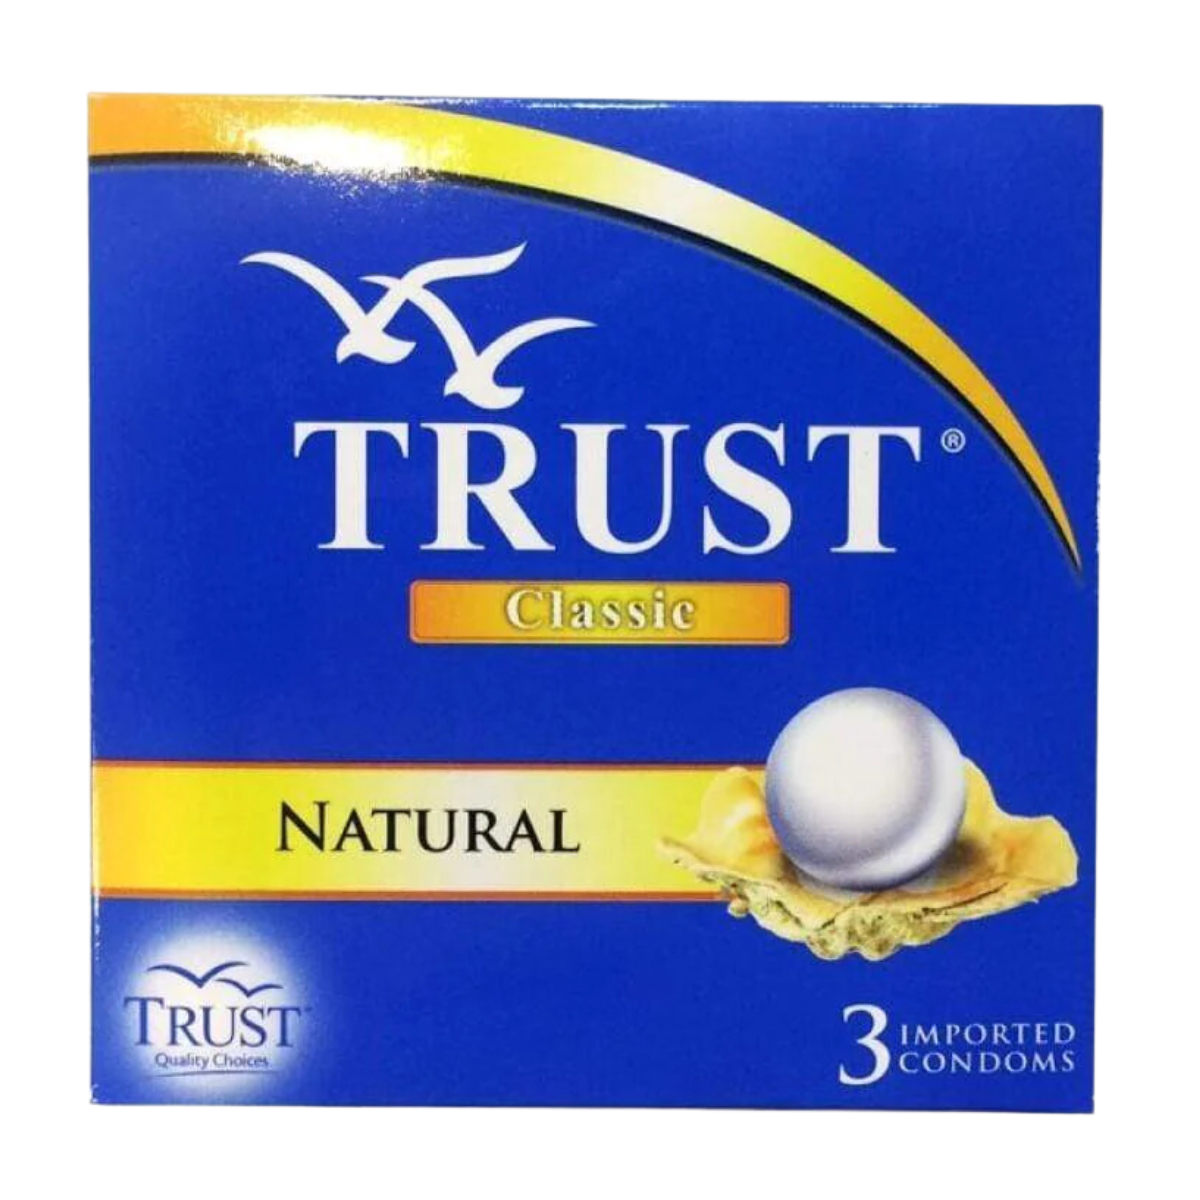 TRUST®
Classic
NATURAL
TRUST
Quality Choices
3 IMPORTED
CONDOMS